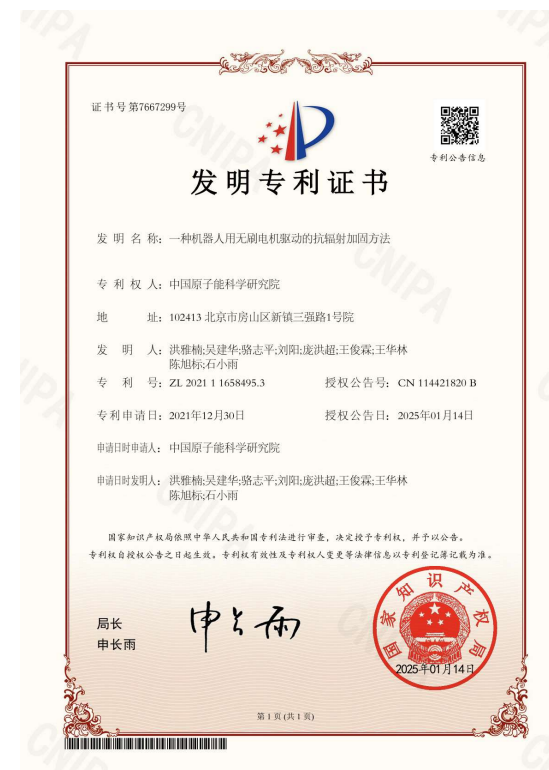 证书号第7667299号
专利公告信息
发明专利证书
发明名称：一种机器人用无刷电机驱动的抗辐射加固方法
专利权人：中国原子能科学研究院
地址：102413 北京市房山区新镇三强路1号院
发明人：洪雅楠;吴建华;骆志平;刘阳;庞洪超;王俊霖;王华林
陈旭标;石小雨
专利号：ZL 2021 1 1658495.3 授权公告号：CN 114421820 B
专利申请日：2021年12月30日 授权公告日：2025年01月14日
申请日时申请人：中国原子能科学研究院
申请日时发明人：洪雅楠;吴建华;骆志平;刘阳;庞洪超;王俊霖;王华林
陈旭标;石小雨
国家知识产权局依照中华人民共和国专利法进行审查，决定授予专利权，并予以公告。
专利权自授权公告之日起生效。专利权有效性及专利权人变更等法律信息以专利登记簿记载为准。
局长
申长雨
申长雨
国家知识产权局
2025年01月14日
第1页(共1页)
CNIPA